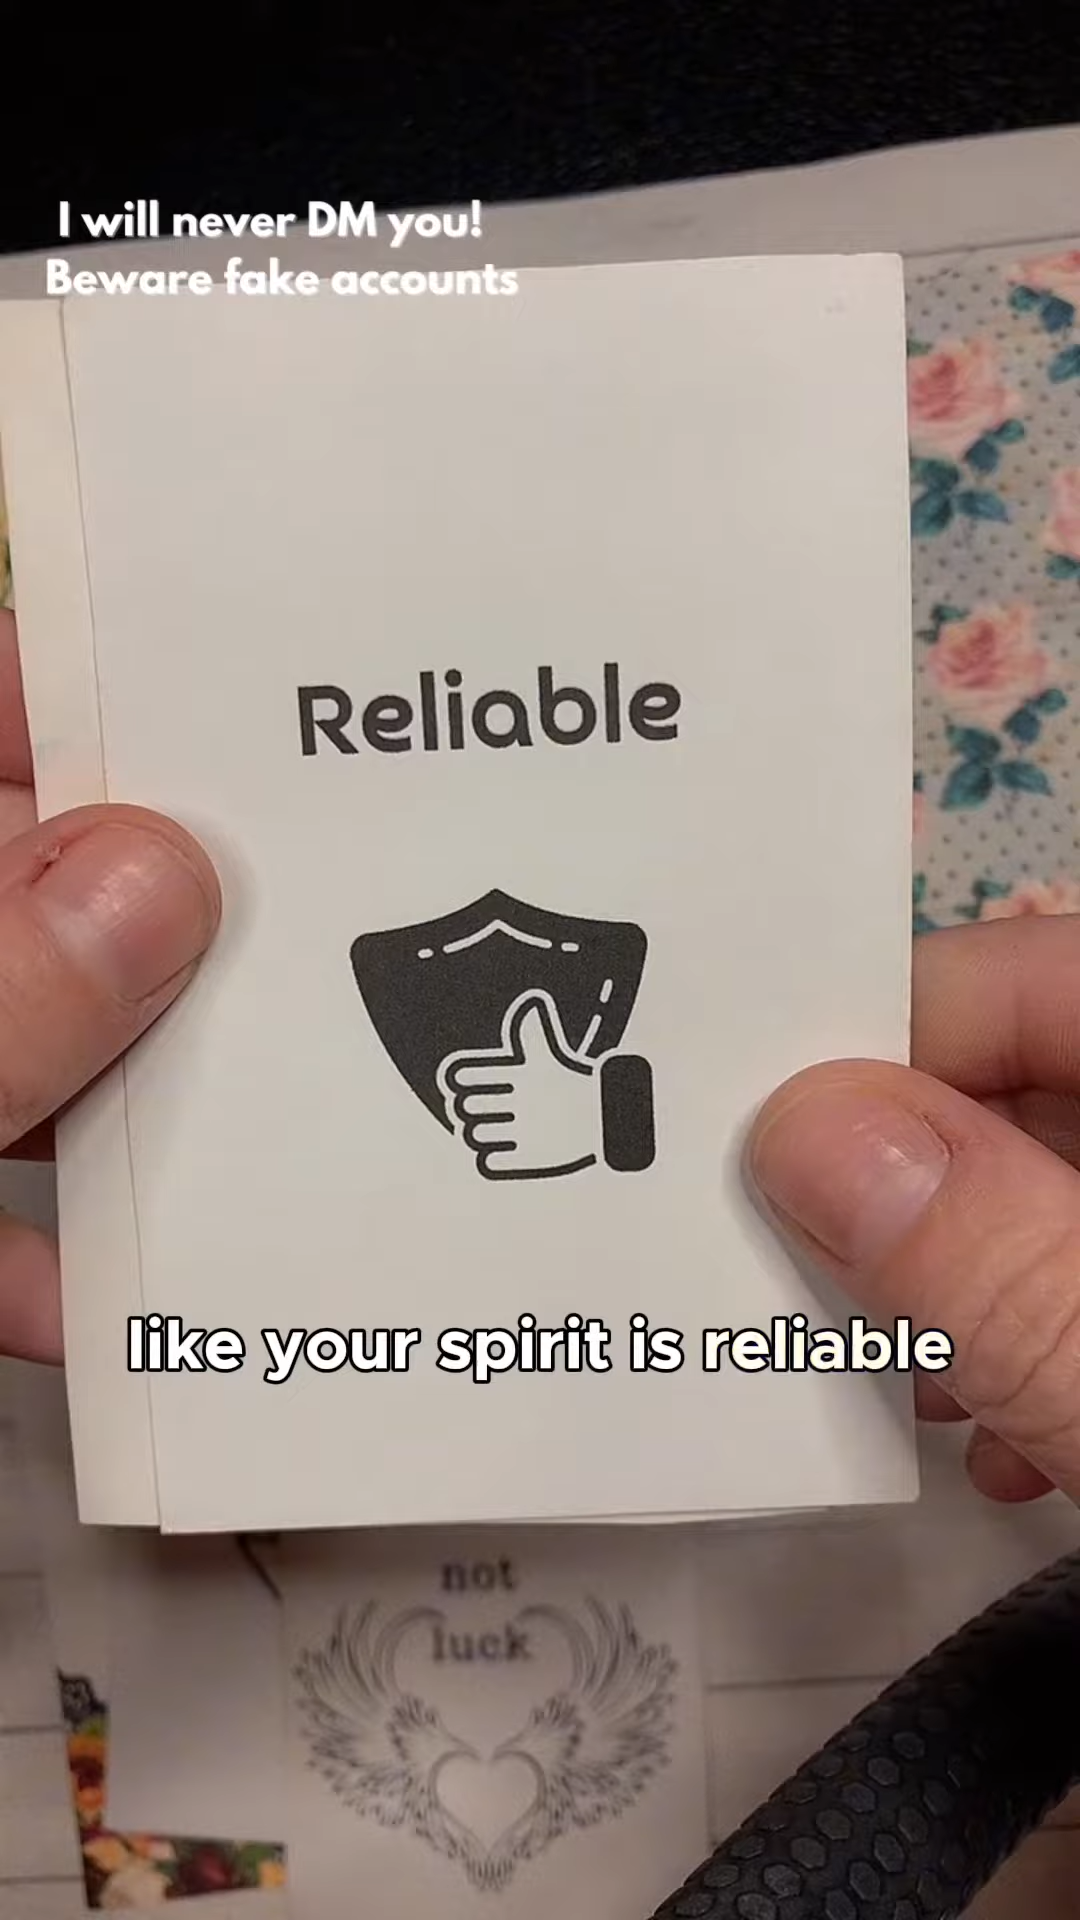 I will never DM you!
Beware fake accounts
Reliable
like your spirit is reliable
not
luck